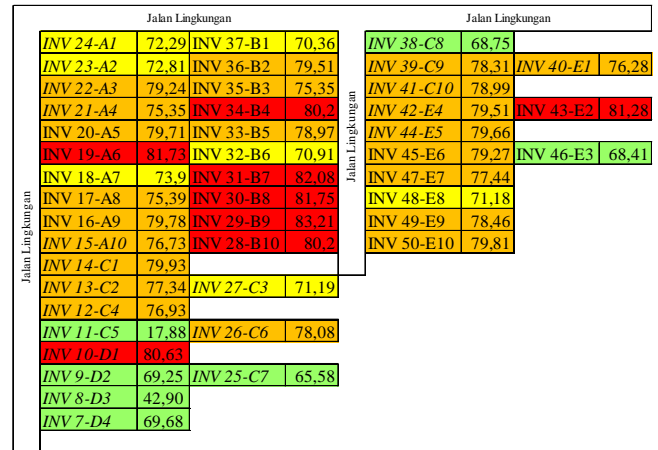 Jalan Lingkungan Jalan Lingkungan
INV 24-A1 72,29 INV 37-B1 70,36 INV 38-C8 68,75
INV 23-A2 72,81 INV 36-B2 79,51 INV 39-C9 78,31 INV 40-E1 76,28
INV 22-A3 79,24 INV 35-B3 75,35 INV 41-C10 78,99
INV 21-A4 75,35 INV 34-B4 80,2 INV 42-E4 79,51 INV 43-E2 81,28
INV 20-A5 79,71 INV 33-B5 78,97 INV 44-E5 79,66
INV 19-A6 81,73 INV 32-B6 70,91 INV 45-E6 79,27 INV 46-E3 68,41
INV 18-A7 73,9 INV 31-B7 82,08 INV 47-E7 77,44
INV 17-A8 75,39 INV 30-B8 81,75 INV 48-E8 71,18
INV 16-A9 79,78 INV 29-B9 83,21 INV 49-E9 78,46
INV 15-A10 76,73 INV 28-B10 80,2 INV 50-E10 79,81
INV 14-C1 79,93
INV 13-C2 77,34 INV 27-C3 71,19
INV 12-C4 76,93
INV 11-C5 17,88 INV 26-C6 78,08
INV 10-D1 80,63
INV 9-D2 69,25 INV 25-C7 65,58
INV 8-D3 42,90
INV 7-D4 69,68
Jalan Lingkungan
Jalan Lingkungan